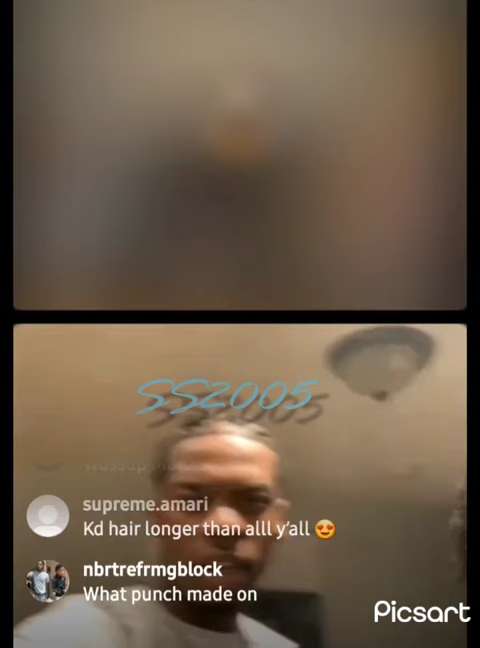 SS2005
supreme.amari
Kd hair longer than alll y’all 😍
nbrtrefrmgblock
What punch made on
Picsart